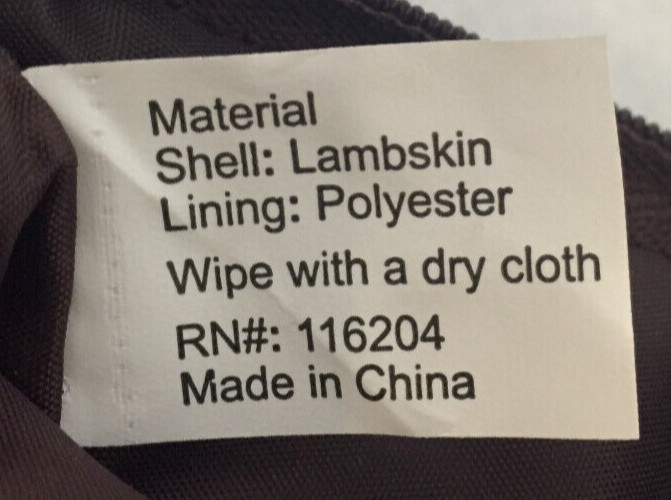 Material
Shell: Lambskin
Lining: Polyester
Wipe with a dry cloth
RN#: 116204
Made in China